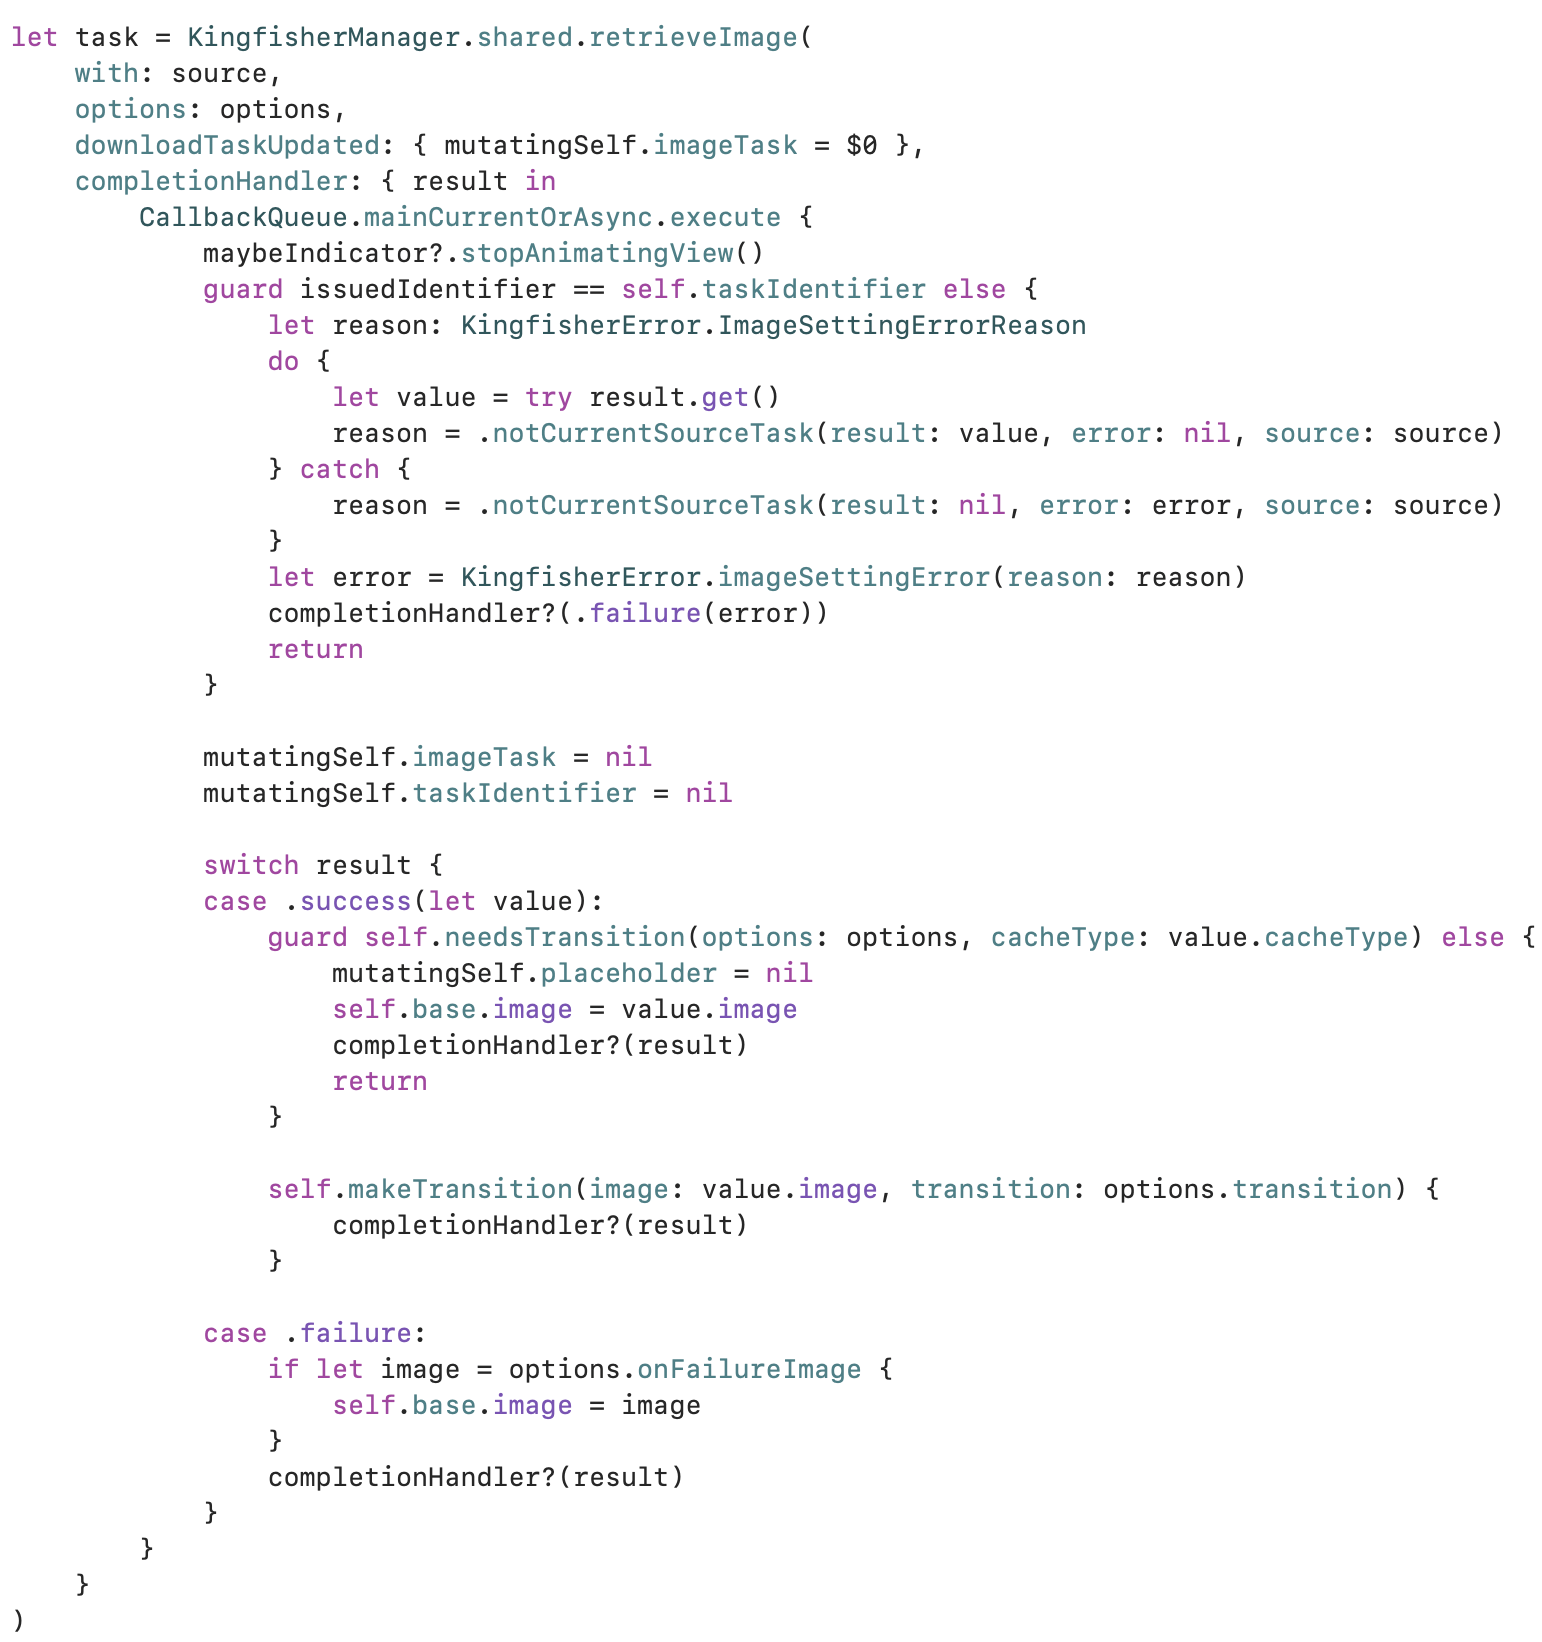 let task = KingfisherManager.shared.retrieveImage(
    with: source,
    options: options,
    downloadTaskUpdated: { mutatingSelf.imageTask = $0 },
    completionHandler: { result in
        CallbackQueue.mainCurrentOrAsync.execute {
            maybeIndicator?.stopAnimatingView()
            guard issuedIdentifier == self.taskIdentifier else {
                let reason: KingfisherError.ImageSettingErrorReason
                do {
                    let value = try result.get()
                    reason = .notCurrentSourceTask(result: value, error: nil, source: source)
                } catch {
                    reason = .notCurrentSourceTask(result: nil, error: error, source: source)
                }
                let error = KingfisherError.imageSettingError(reason: reason)
                completionHandler?(.failure(error))
                return
            }

            mutatingSelf.imageTask = nil
            mutatingSelf.taskIdentifier = nil

            switch result {
            case .success(let value):
                guard self.needsTransition(options: options, cacheType: value.cacheType) else {
                    mutatingSelf.placeholder = nil
                    self.base.image = value.image
                    completionHandler?(result)
                    return
                }

                self.makeTransition(image: value.image, transition: options.transition) {
                    completionHandler?(result)
                }

            case .failure:
                if let image = options.onFailureImage {
                    self.base.image = image
                }
                completionHandler?(result)
            }
        }
    }
)